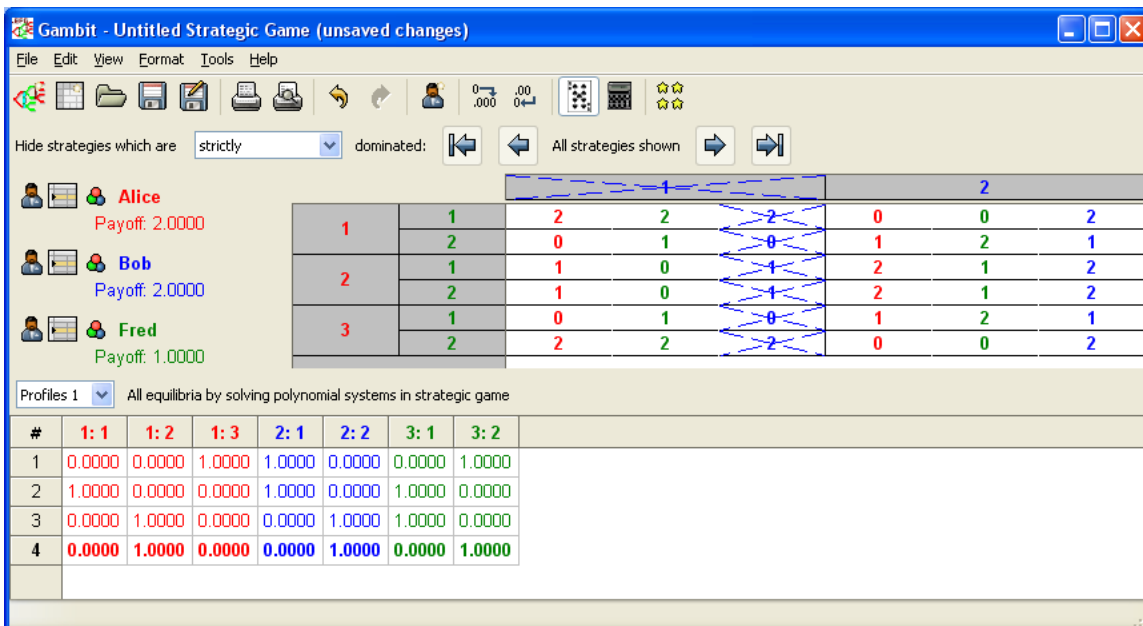 Gambit - Untitled Strategic Game (unsaved changes)
File Edit View Format Tools Help
0 .000 .00 0
Hide strategies which are strictly dominated: All strategies shown
1 2
Alice
Payoff: 2.0000
Bob
Payoff: 2.0000
Fred
Payoff: 1.0000
1 1 2 2 2 0 0 2
2 0 1 0 1 2 1
2 1 1 0 1 2 1 2
2 1 0 1 2 1 2
3 1 0 1 0 1 2 1
2 2 2 2 0 0 2
Profiles 1 All equilibria by solving polynomial systems in strategic game
# 1: 1 1: 2 1: 3 2: 1 2: 2 3: 1 3: 2
1 0.0000 0.0000 1.0000 1.0000 0.0000 0.0000 1.0000
2 1.0000 0.0000 0.0000 1.0000 0.0000 1.0000 0.0000
3 0.0000 1.0000 0.0000 0.0000 1.0000 1.0000 0.0000
4 0.0000 1.0000 0.0000 0.0000 1.0000 0.0000 1.0000